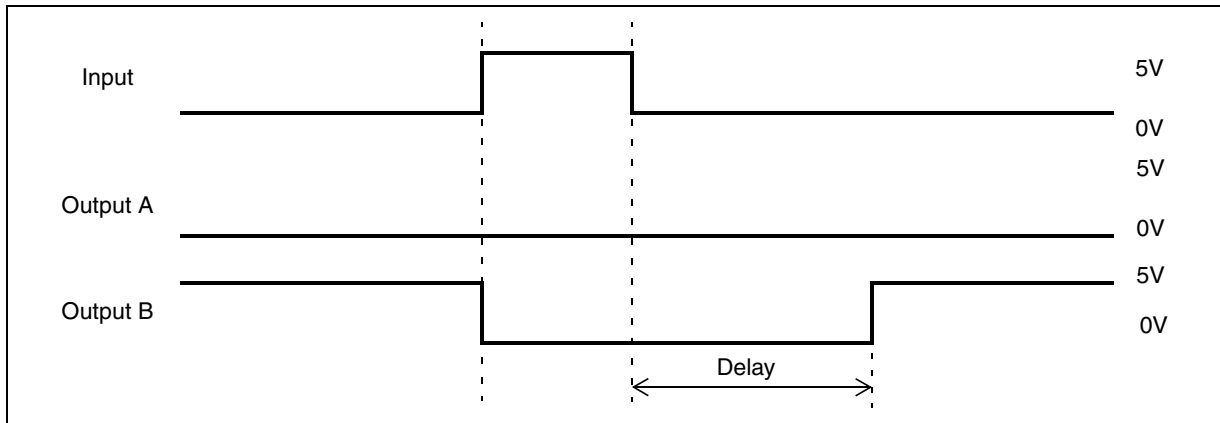 Input
5V
0V
5V
Output A
0V
5V
Output B
0V
Delay